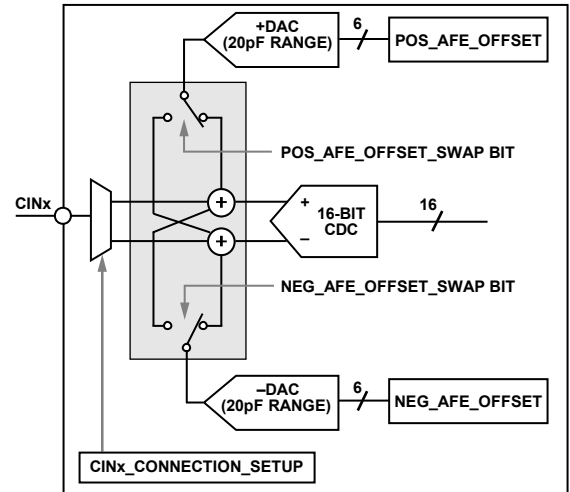 +DAC
(20pF RANGE)
6
POS_AFE_OFFSET
POS_AFE_OFFSET_SWAP BIT
CINx
+
+
+
–
16-BIT
CDC
16
NEG_AFE_OFFSET_SWAP BIT
–DAC
(20pF RANGE)
6
NEG_AFE_OFFSET
CINx_CONNECTION_SETUP